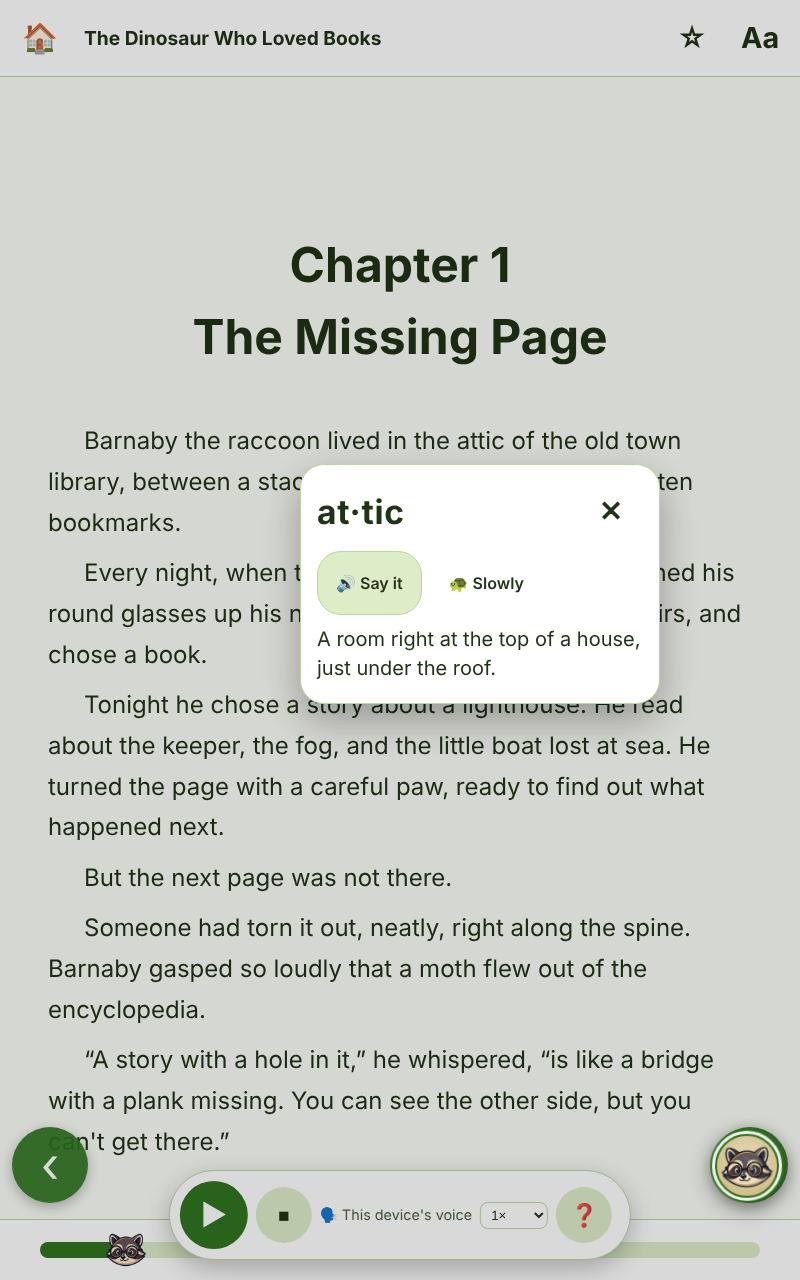 The Dinosaur Who Loved Books
Aa
Chapter 1
The Missing Page
Barnaby the raccoon lived in the attic of the old town
library, between a stac
ten
bookmarks.
at·tic
Every night, when t
ned his
🔊 Say it
🐢 Slowly
round glasses up his n
irs, and
A room right at the top of a house,
just under the roof.
chose a book.
Tonight he chose a story about a lighthouse. He read
about the keeper, the fog, and the little boat lost at sea. He
turned the page with a careful paw, ready to find out what
happened next.
But the next page was not there.
Someone had torn it out, neatly, right along the spine.
Barnaby gasped so loudly that a moth flew out of the
encyclopedia.
“A story with a hole in it,” he whispered, “is like a bridge
with a plank missing. You can see the other side, but you
can't get there.”
This device's voice
1×